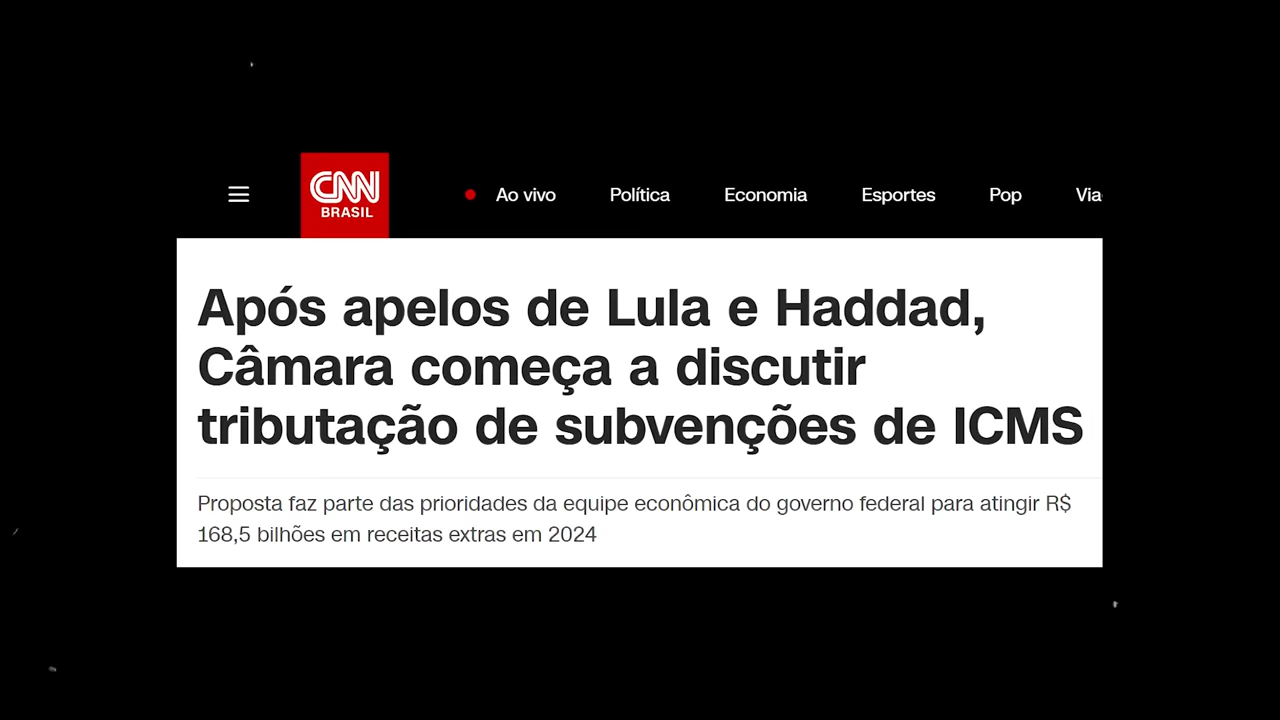 CNN
BRASIL
Ao vivo Política Economia Esportes Pop Via
Após apelos de Lula e Haddad,
Câmara começa a discutir
tributação de subvenções de ICMS
Proposta faz parte das prioridades da equipe econômica do governo federal para atingir R$
168,5 bilhões em receitas extras em 2024